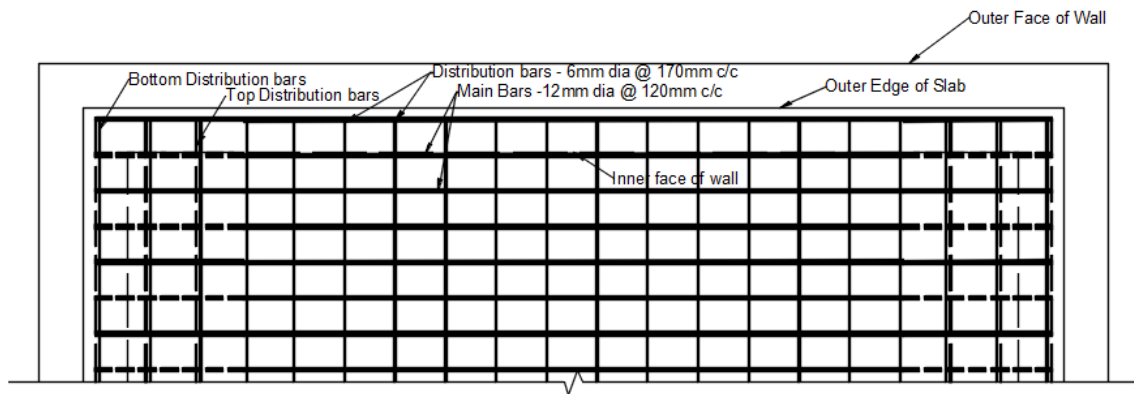 Outer Face of Wall
Bottom Distribution bars
Distribution bars - 6mm dia @ 170mm c/c
Top Distribution bars
Main Bars -12mm dia @ 120mm c/c
Outer Edge of Slab
Inner face of wall